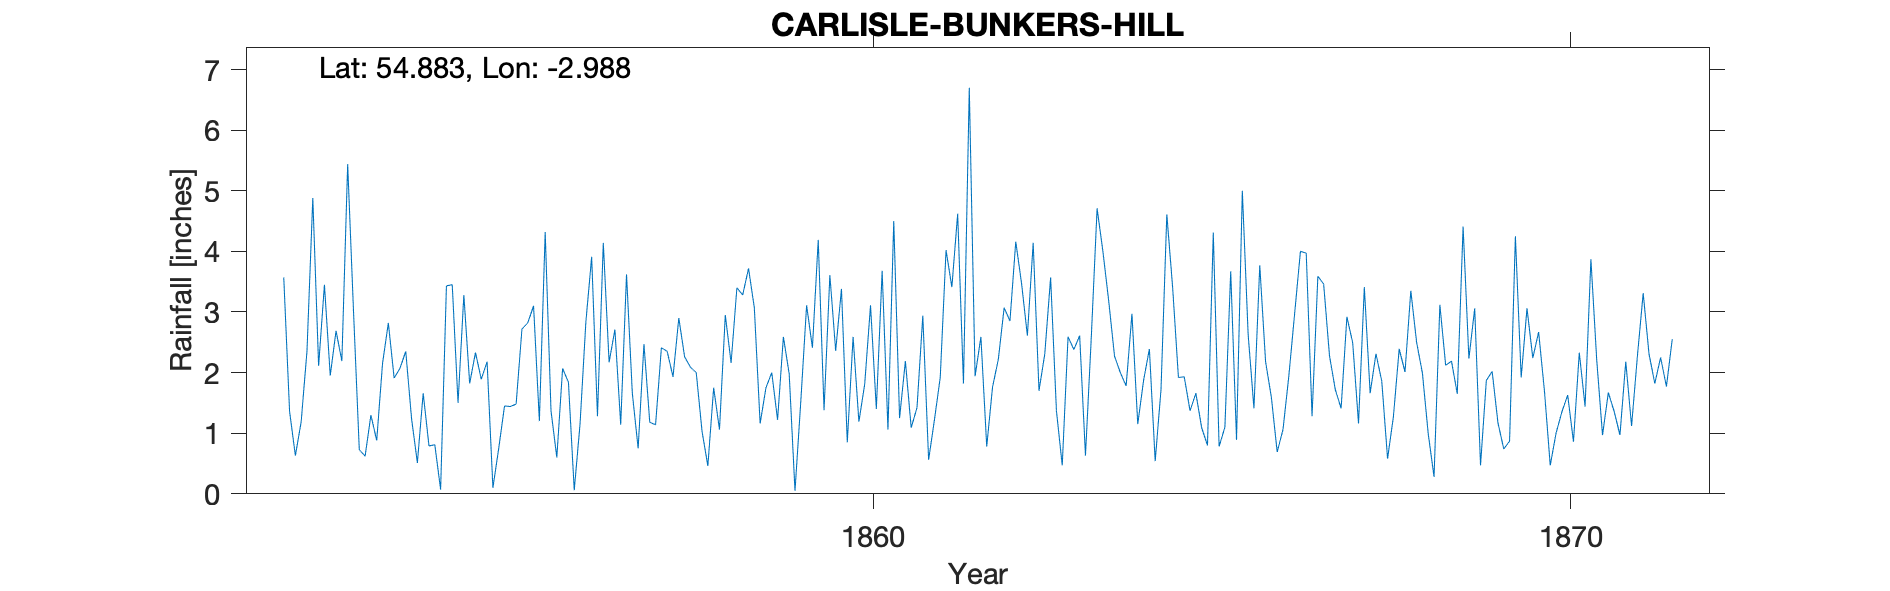 CARLISLE-BUNKERS-HILL
Lat: 54.883, Lon: -2.988
7
6
5
4
3
2
1
0
Rainfall [inches]
1860 1870
Year